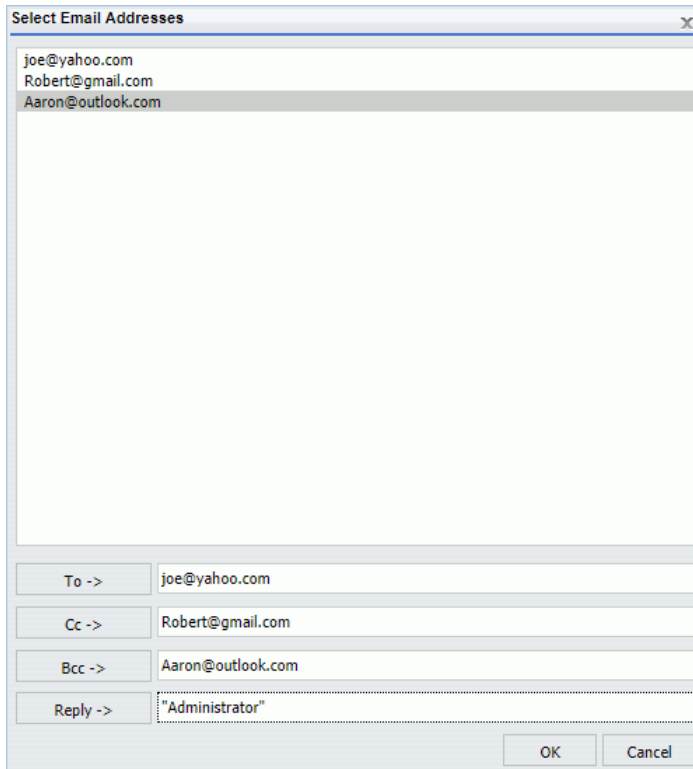 Select Email Addresses
x
joe@yahoo.com
Robert@gmail.com
Aaron@outlook.com
To -> joe@yahoo.com
Cc -> Robert@gmail.com
Bcc -> Aaron@outlook.com
Reply -> "Administrator"
OK Cancel